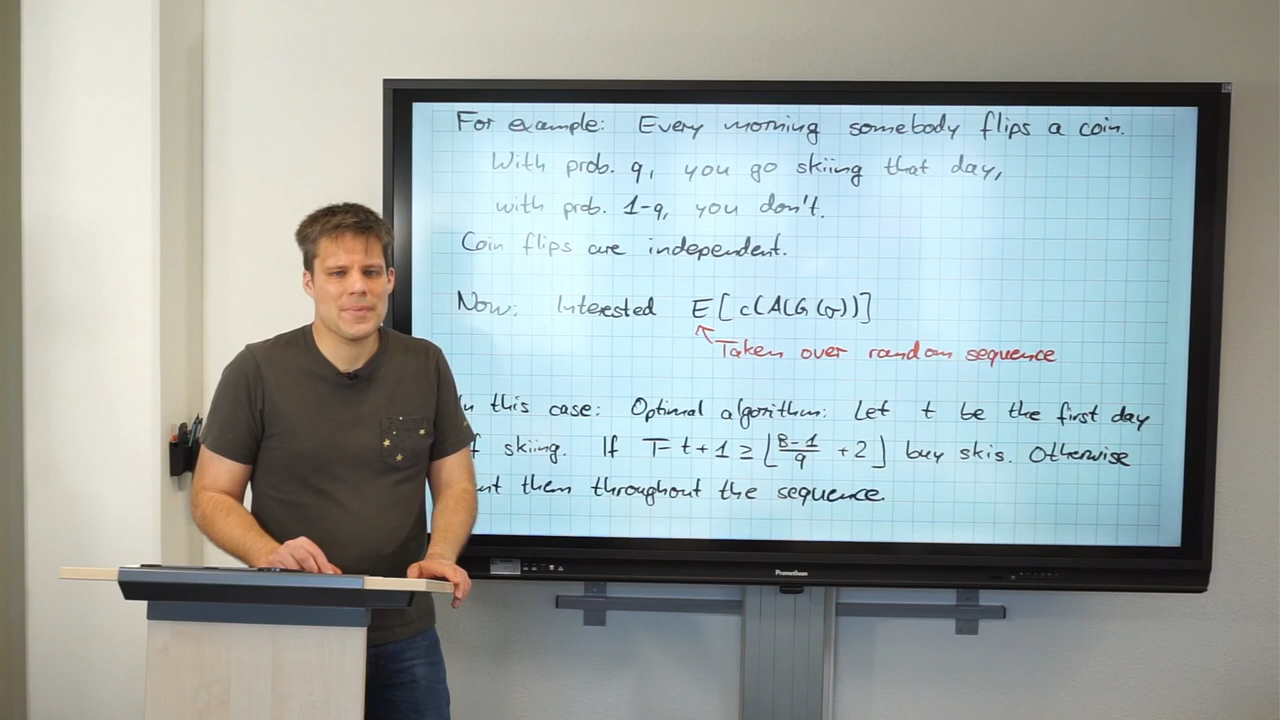 For example: Every morning somebody flips a coin.
With prob. q, you go skiing that day,
with prob. 1-q, you don't.
Coin flips are independent.
Now: Interested E[c(ALG(σ))]
Taken over random sequence
n this case: Optimal algorithm: Let t be the first day
f skiing. If T-t+1 ≥ ⌊(B-1)/q + 2⌋ buy skis. Otherwise
nt them throughout the sequence.
Promethean